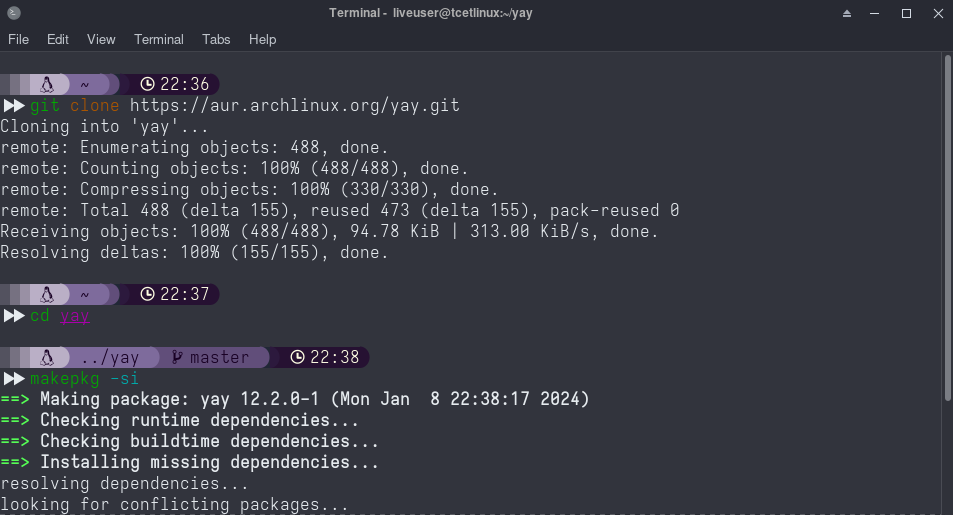 Terminal - liveuser@tcetlinux:~/yay
File Edit View Terminal Tabs Help
~ 22:36
git clone https://aur.archlinux.org/yay.git
Cloning into 'yay'...
remote: Enumerating objects: 488, done.
remote: Counting objects: 100% (488/488), done.
remote: Compressing objects: 100% (330/330), done.
remote: Total 488 (delta 155), reused 473 (delta 155), pack-reused 0
Receiving objects: 100% (488/488), 94.78 KiB | 313.00 KiB/s, done.
Resolving deltas: 100% (155/155), done.
~ 22:37
cd yay
../yay master 22:38
makepkg -si
==> Making package: yay 12.2.0-1 (Mon Jan  8 22:38:17 2024)
==> Checking runtime dependencies...
==> Checking buildtime dependencies...
==> Installing missing dependencies...
resolving dependencies...
looking for conflicting packages...